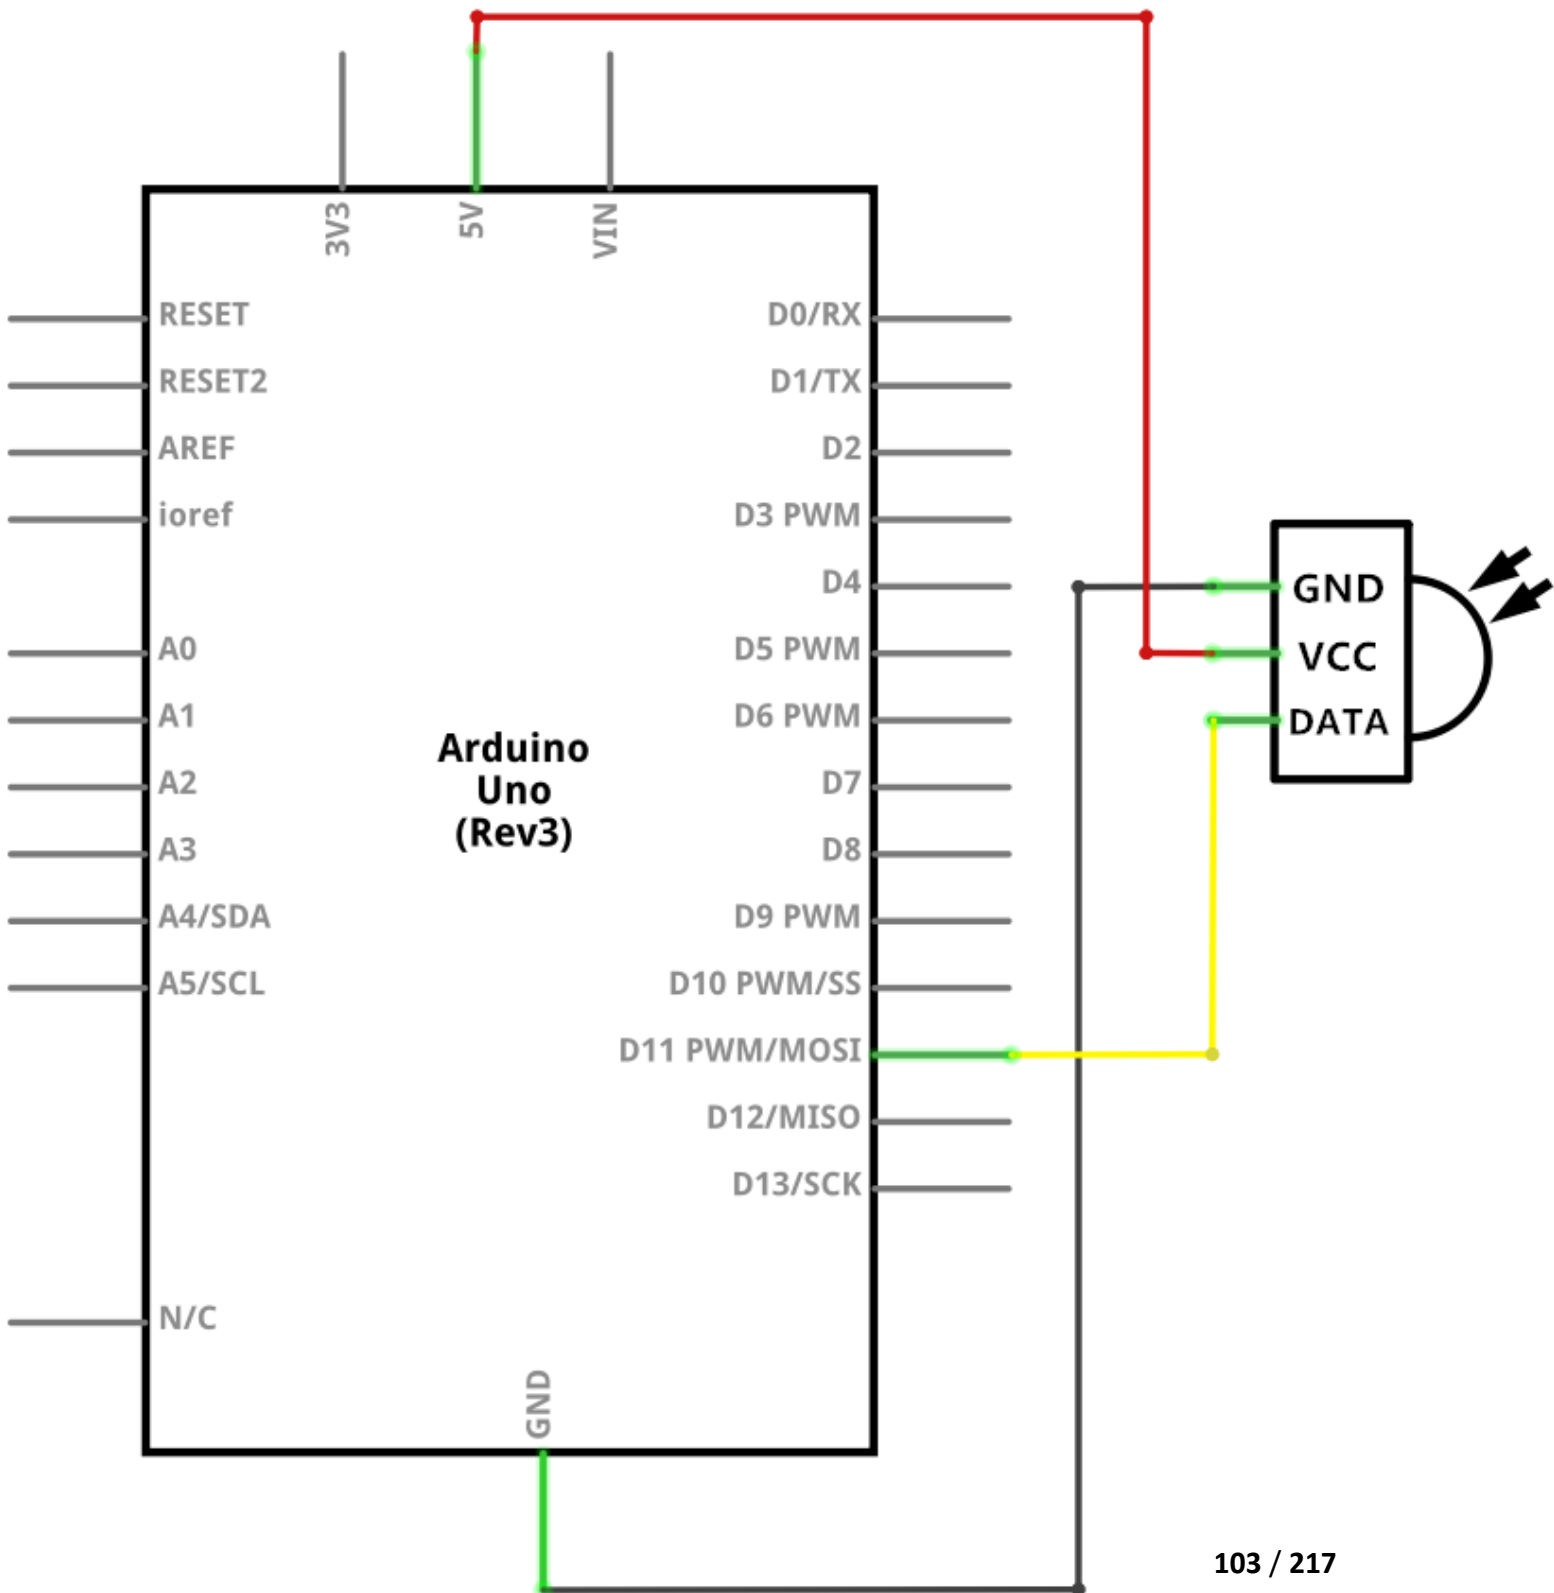 3V3
5V
VIN
RESET
RESET2
AREF
ioref
A0
A1
A2
A3
A4/SDA
A5/SCL
N/C
Arduino
Uno
(Rev3)
D0/RX
D1/TX
D2
D3 PWM
D4
D5 PWM
D6 PWM
D7
D8
D9 PWM
D10 PWM/SS
D11 PWM/MOSI
D12/MISO
D13/SCK
GND
GND
VCC
DATA
103 / 217